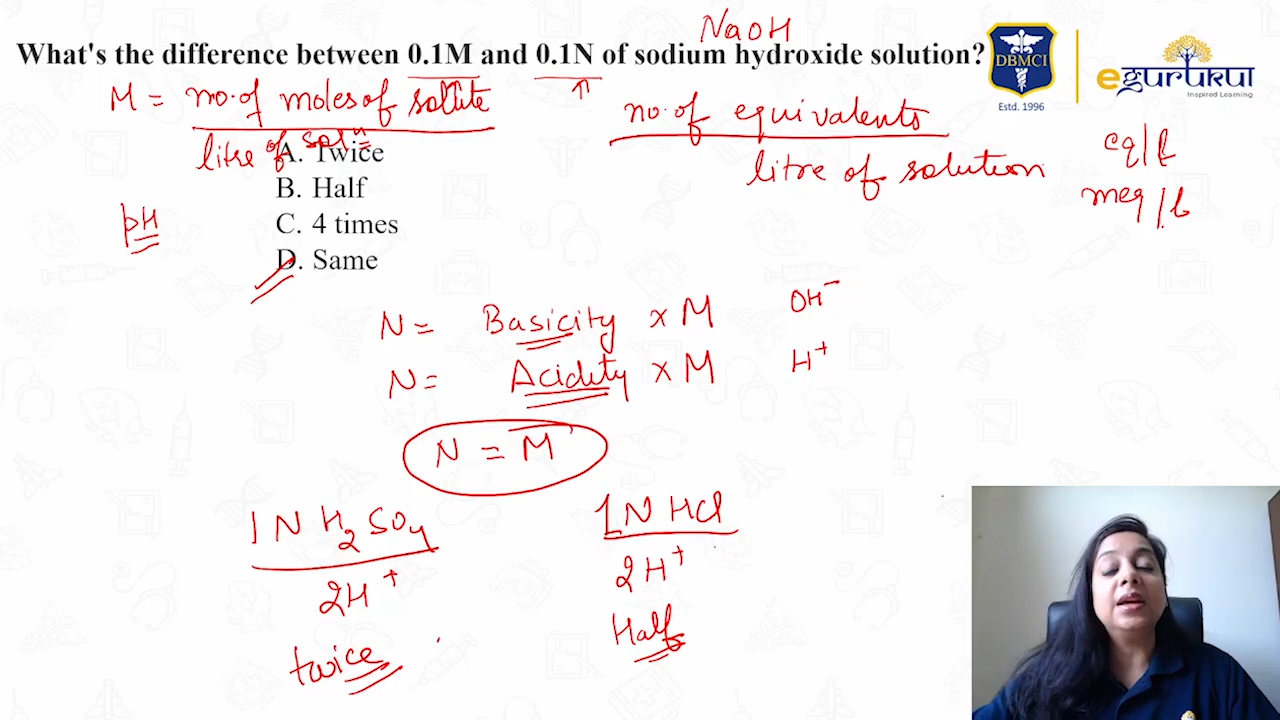 NaOH
What's the difference between 0.1M and 0.1N of sodium hydroxide solution?
DBMCI
Estd. 1996
egurukul
Inspired Learning
M = no. of moles of solute
litre of solⁿ
no. of equivalents
litre of solution
eq/L
meq/L
A. Twice
B. Half
C. 4 times
D. Same
pH
N = Basicity × M OH⁻
N = Acidity × M H⁺
N = M
1 N H₂SO₄
2H⁺
twice
1N HCl
2H⁺
Half